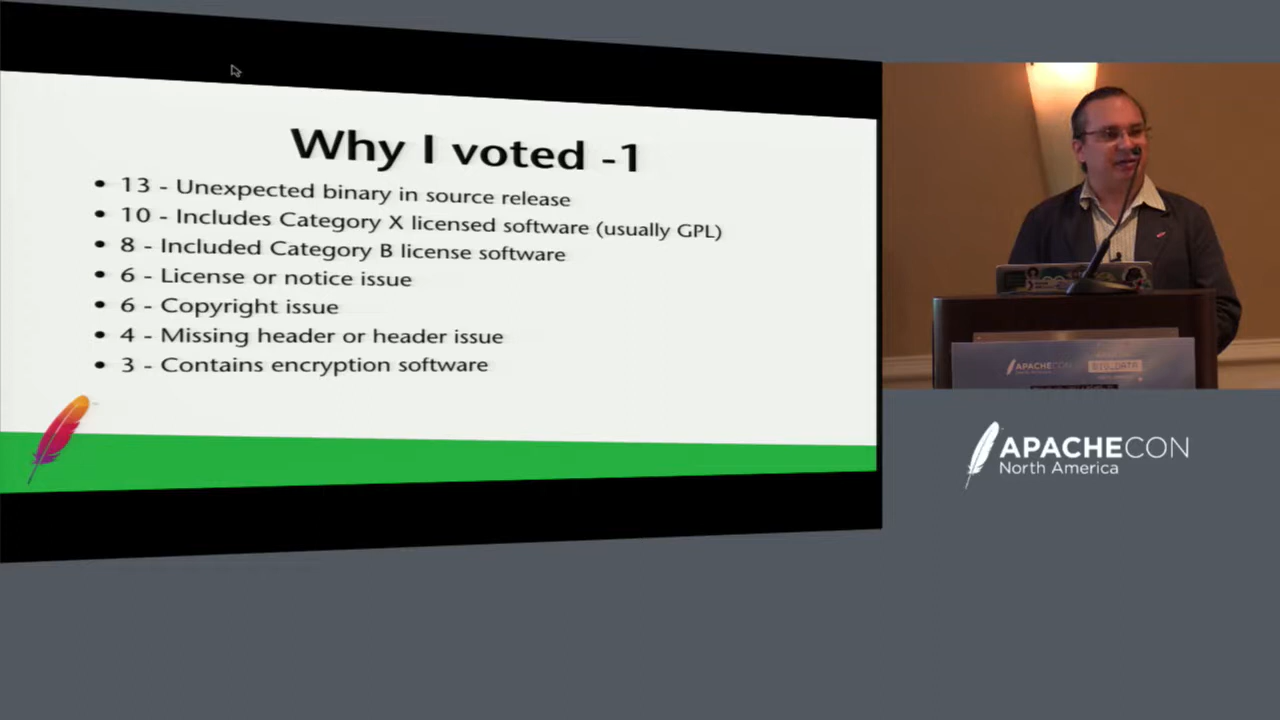 Why I voted -1
• 13 - Unexpected binary in source release
• 10 - Includes Category X licensed software (usually GPL)
• 8 - Included Category B license software
• 6 - License or notice issue
• 6 - Copyright issue
• 4 - Missing header or header issue
• 3 - Contains encryption software
APACHECON
BIG_DATA
APACHECON
North America